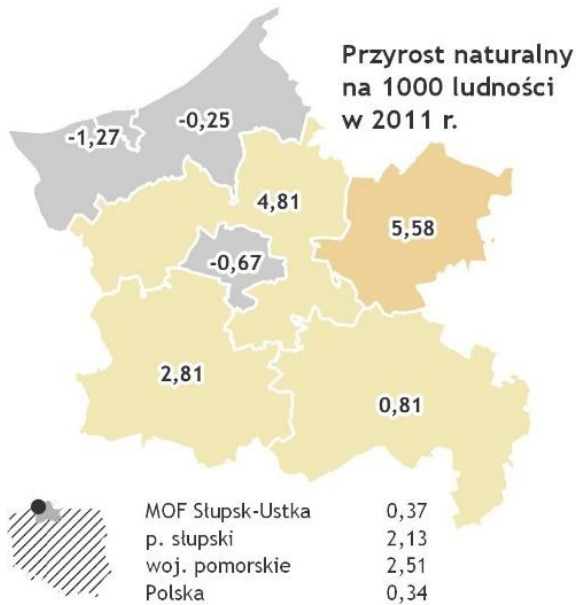 Przyrost naturalny
na 1000 ludności
w 2011 r.
-0,25
-1,27
4,81
5,58
-0,67
2,81
0,81
MOF Słupsk-Ustka 0,37
p. słupski 2,13
woj. pomorskie 2,51
Polska 0,34